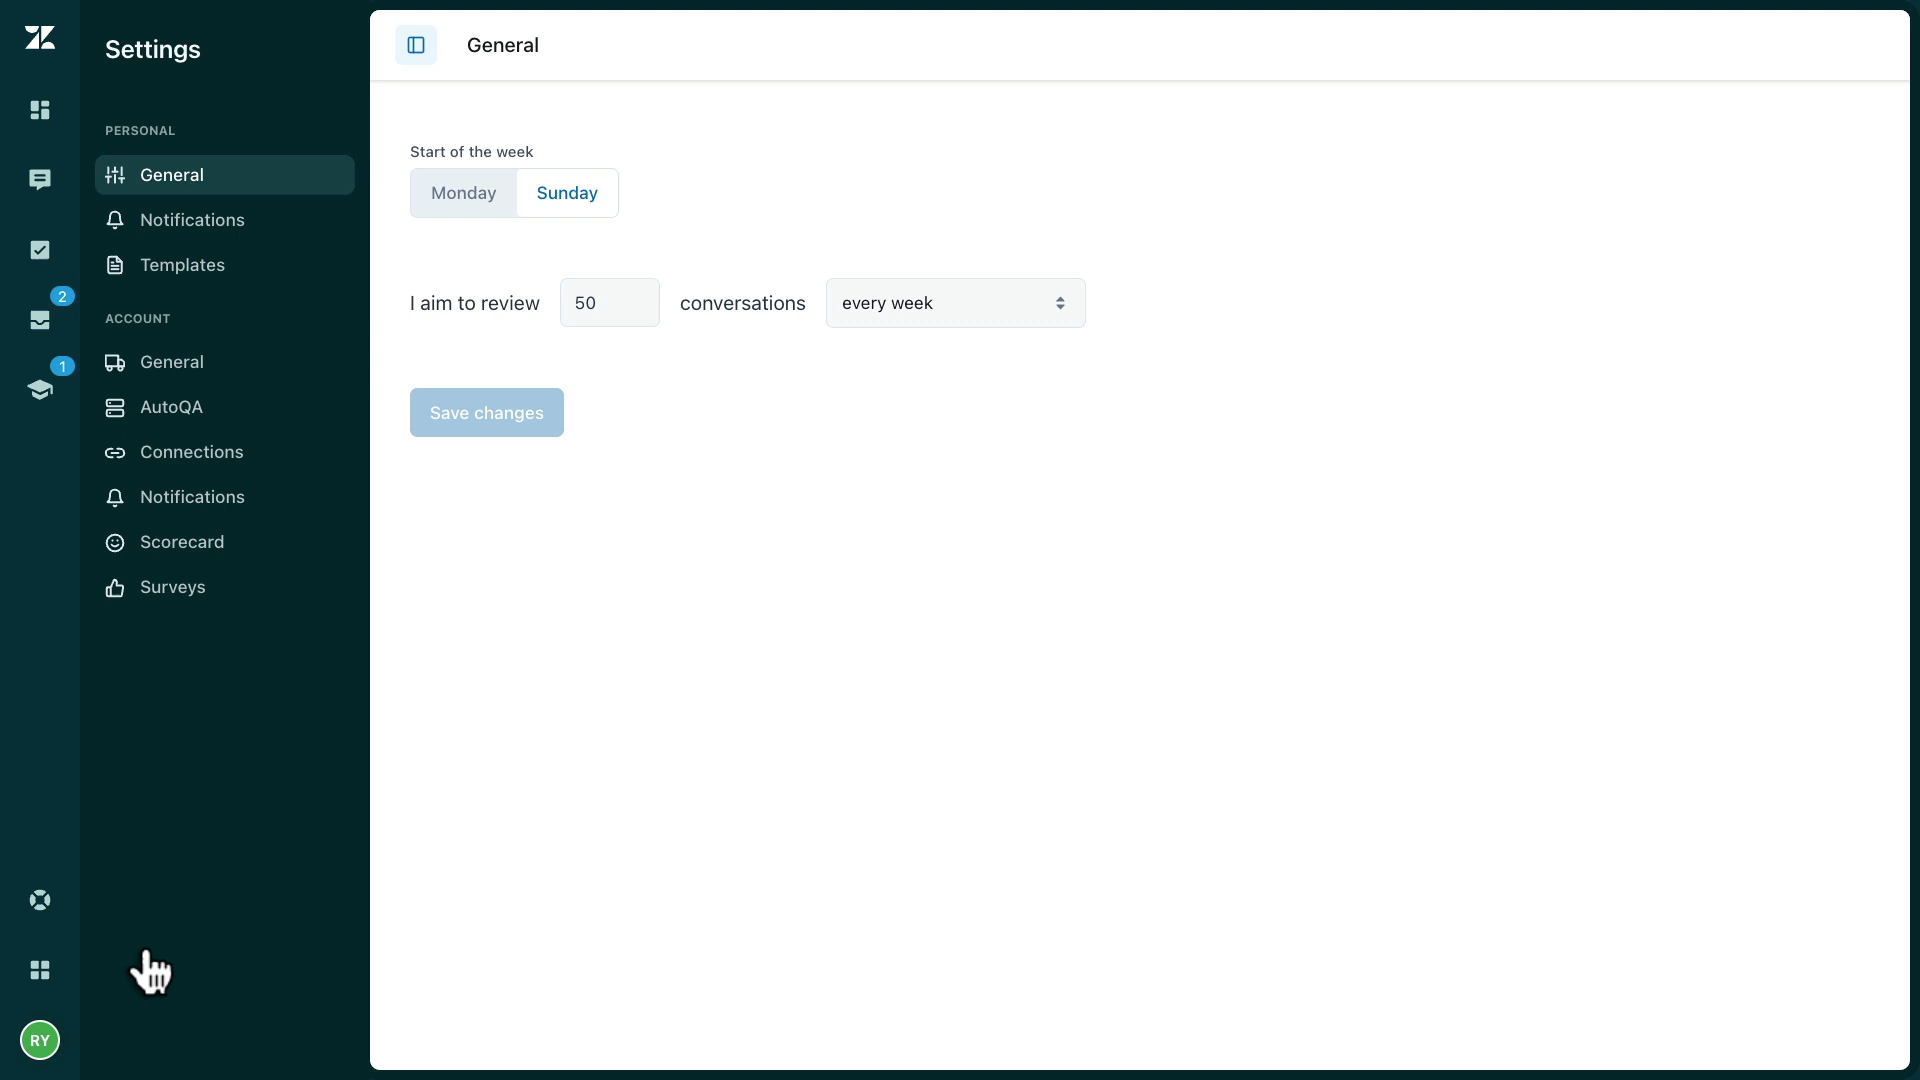 Settings
PERSONAL
General
Notifications
Templates
2
ACCOUNT
1
General
AutoQA
Connections
Notifications
Scorecard
Surveys
RY
General
Start of the week
Monday Sunday
I aim to review 50 conversations every week
Save changes